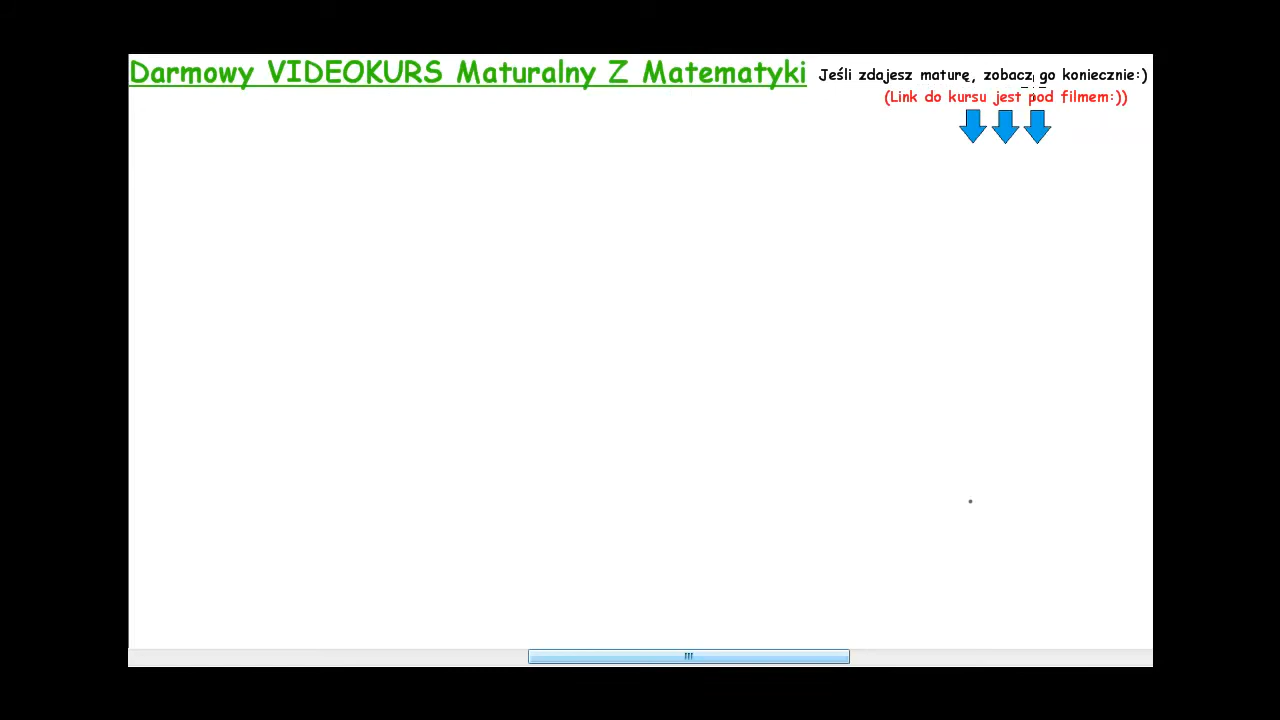 Darmowy VIDEOKURS Maturalny Z Matematyki
Jeśli zdajesz maturę, zobacz go koniecznie:)
(Link do kursu jest pod filmem:))